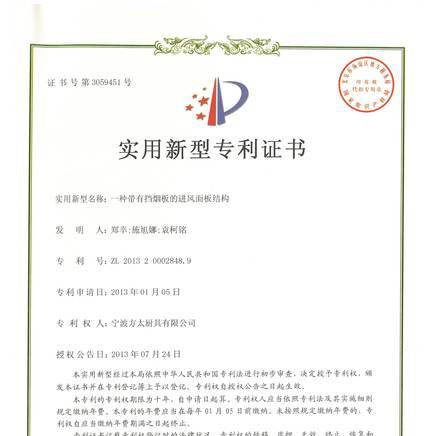 证书号第3059451号
印花税
代扣专用章
实用新型专利证书
实用新型名称：一种带有挡烟板的进风面板结构
发明人：郑幸;施旭娜;袁柯铭
专利号：ZL 2013 2 0002848.9
专利申请日：2013年01月05日
专利权人：宁波方太厨具有限公司
授权公告日：2013年07月24日
本实用新型经过本局依照中华人民共和国专利法进行初步审查，决定授予专利权，颁
发本证书并在专利登记簿上予以登记。专利权自授权公告之日起生效。
本专利的专利权期限为十年，自申请日起算。专利权人应当依照专利法及其实施细则
规定缴纳年费。本专利的年费应当在每年01月05日前缴纳。未按照规定缴纳年费的，专
利权自应当缴纳年费期满之日起终止。